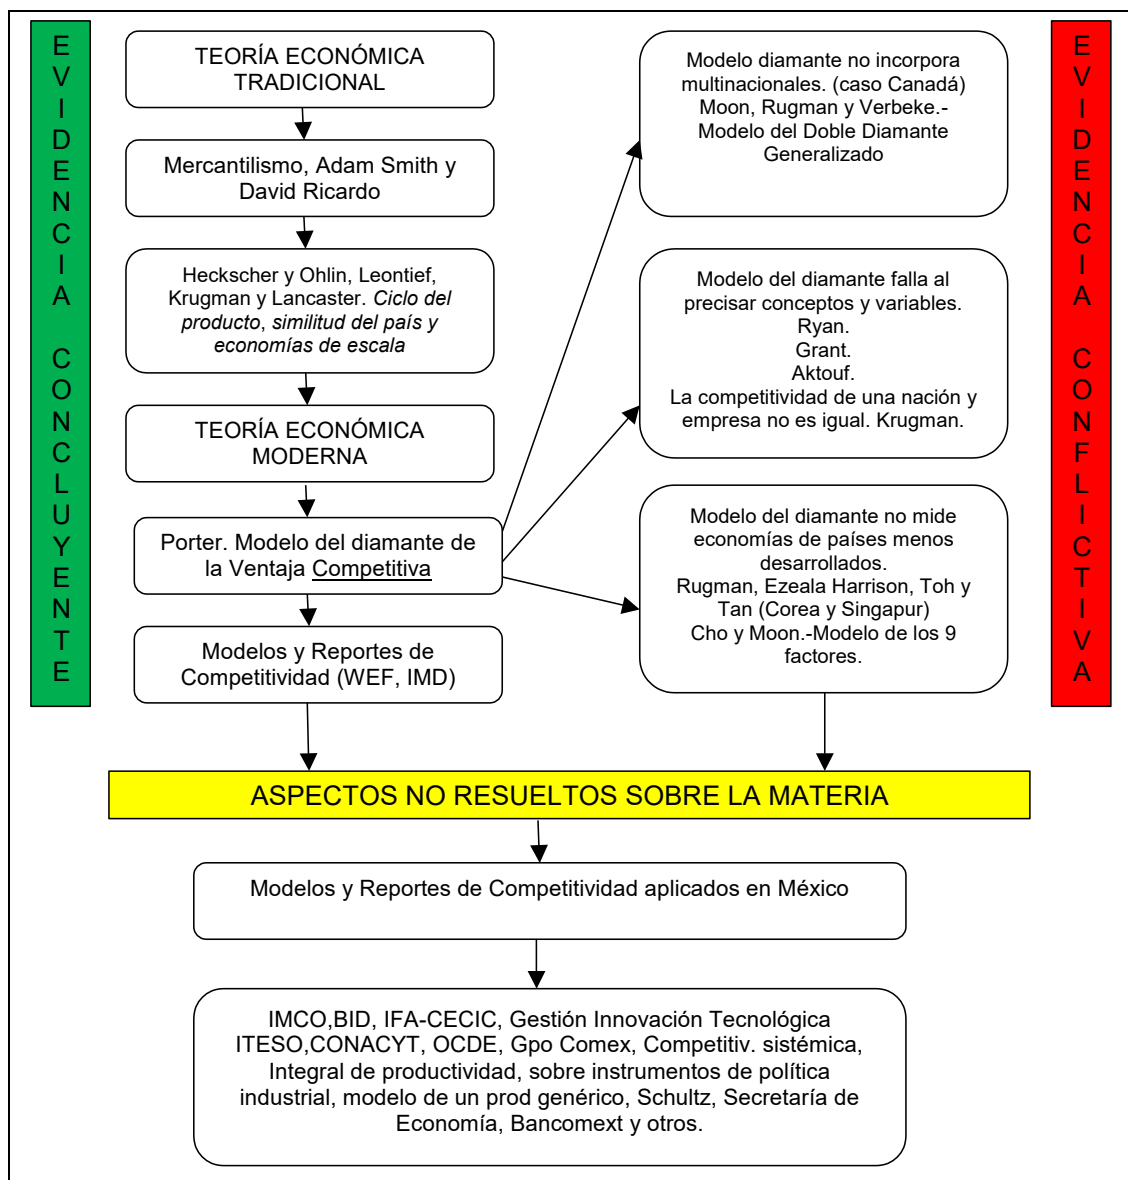 EVIDENCIA CONCLUYENTE
TEORÍA ECONÓMICA
TRADICIONAL
Mercantilismo, Adam Smith y
David Ricardo
Heckscher y Ohlin, Leontief,
Krugman y Lancaster. Ciclo del
producto, similitud del país y
economías de escala
TEORÍA ECONÓMICA
MODERNA
Porter. Modelo del diamante de
la Ventaja Competitiva
Modelos y Reportes de
Competitividad (WEF, IMD)
Modelo diamante no incorpora
multinacionales. (caso Canadá)
Moon, Rugman y Verbeke.-
Modelo del Doble Diamante
Generalizado
Modelo del diamante falla al
precisar conceptos y variables.
Ryan.
Grant.
Aktouf.
La competitividad de una nación y
empresa no es igual. Krugman.
Modelo del diamante no mide
economías de países menos
desarrollados.
Rugman, Ezeala Harrison, Toh y
Tan (Corea y Singapur)
Cho y Moon.-Modelo de los 9
factores.
EVIDENCIA CONFLICTIVA
ASPECTOS NO RESUELTOS SOBRE LA MATERIA
Modelos y Reportes de Competitividad aplicados en México
IMCO,BID, IFA-CECIC, Gestión Innovación Tecnológica
ITESO,CONACYT, OCDE, Gpo Comex, Competitiv. sistémica,
Integral de productividad, sobre instrumentos de política
industrial, modelo de un prod genérico, Schultz, Secretaría de
Economía, Bancomext y otros.